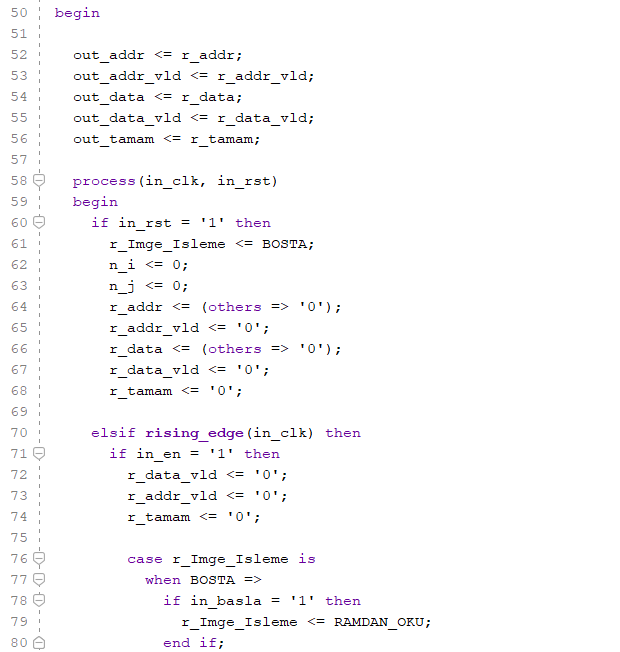 50 begin
51
52 out_addr <= r_addr;
53 out_addr_vld <= r_addr_vld;
54 out_data <= r_data;
55 out_data_vld <= r_data_vld;
56 out_tamam <= r_tamam;
57
58 process(in_clk, in_rst)
59 begin
60 if in_rst = '1' then
61 r_Imge_Isleme <= BOSTA;
62 n_i <= 0;
63 n_j <= 0;
64 r_addr <= (others => '0');
65 r_addr_vld <= '0';
66 r_data <= (others => '0');
67 r_data_vld <= '0';
68 r_tamam <= '0';
69
70 elsif rising_edge(in_clk) then
71 if in_en = '1' then
72 r_data_vld <= '0';
73 r_addr_vld <= '0';
74 r_tamam <= '0';
75
76 case r_Imge_Isleme is
77 when BOSTA =>
78 if in_basla = '1' then
79 r_Imge_Isleme <= RAMDAN_OKU;
80 end if;